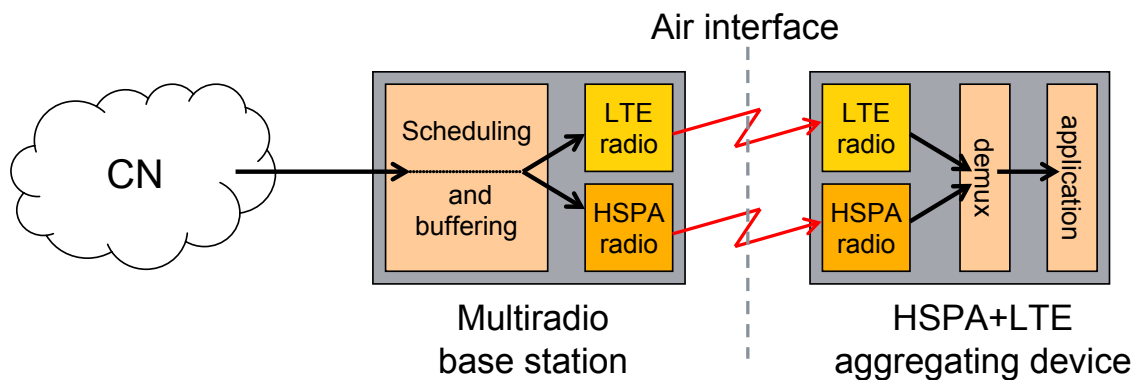 Air interface
CN
Scheduling
and
buffering
LTE
radio
HSPA
radio
LTE
radio
HSPA
radio
demux
application
Multiradio
base station
HSPA+LTE
aggregating device